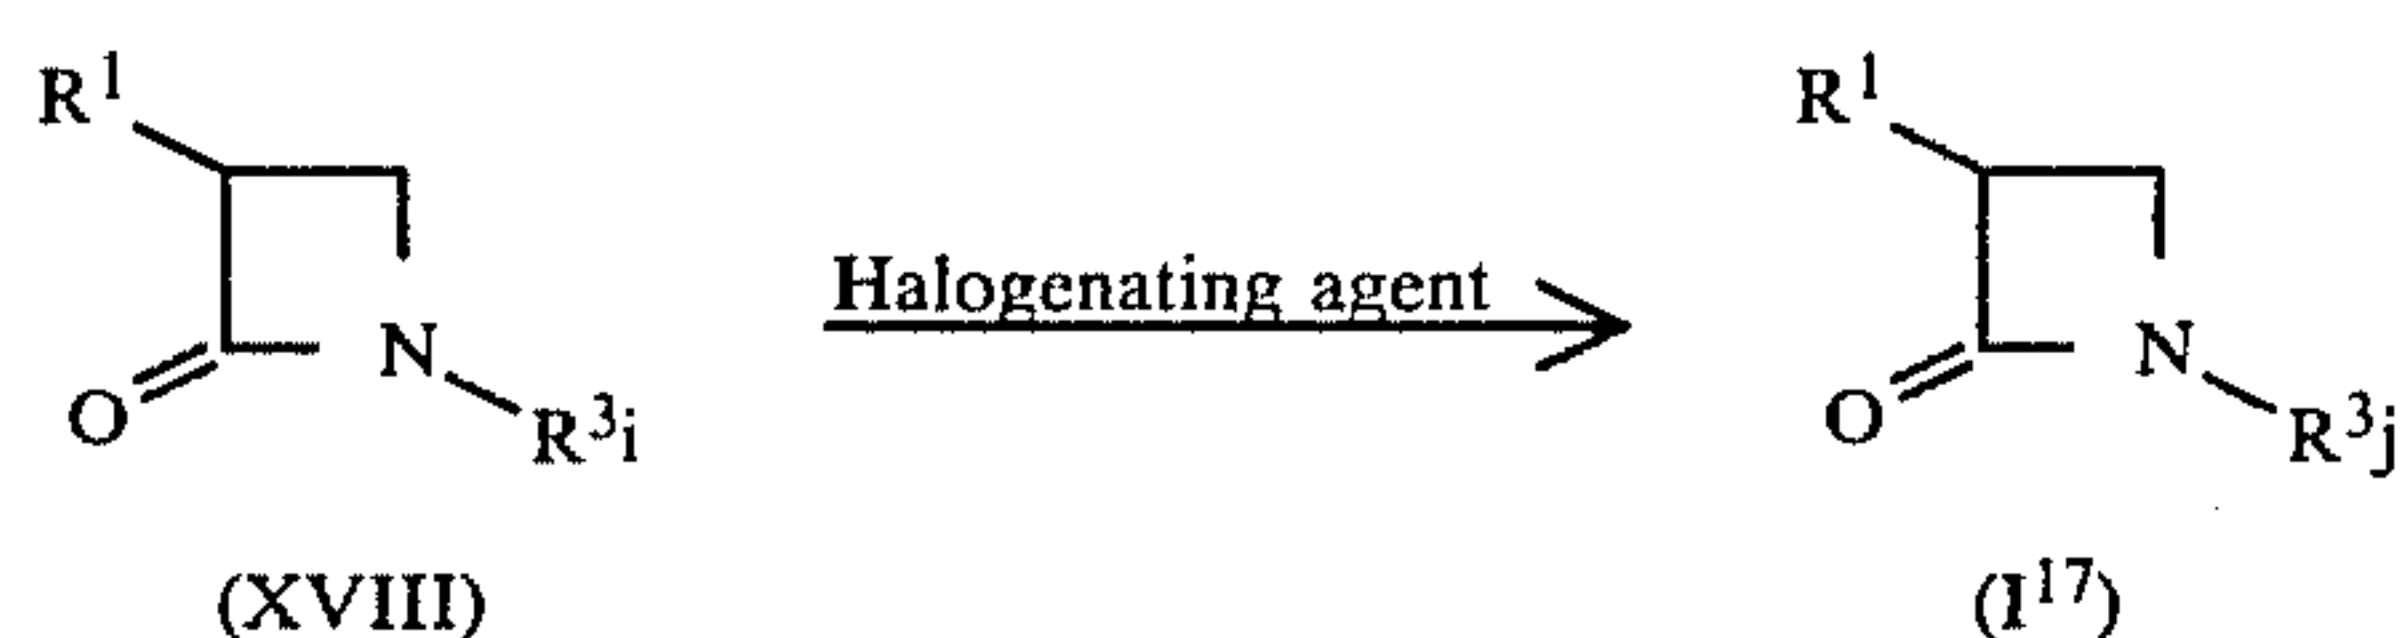 R¹ R¹
Halogenating agent
N N
O O
R³i R³j
(XVIII) (I¹⁷)